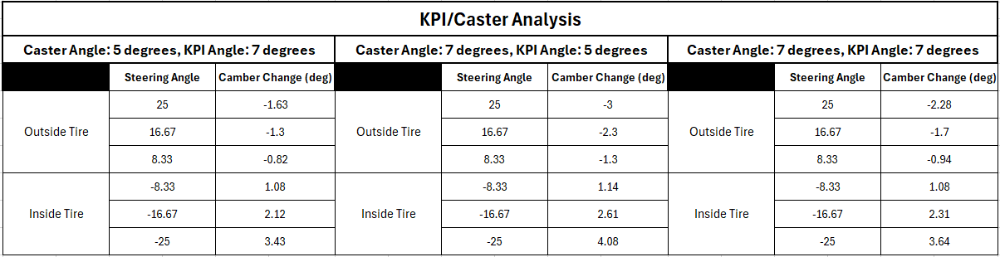 KPI/Caster Analysis
Caster Angle: 5 degrees, KPI Angle: 7 degrees Caster Angle: 7 degrees, KPI Angle: 5 degrees Caster Angle: 7 degrees, KPI Angle: 7 degrees
Steering Angle Camber Change (deg) Steering Angle Camber Change (deg) Steering Angle Camber Change (deg)
25 -1.63 25 -3 25 -2.28
Outside Tire 16.67 -1.3 Outside Tire 16.67 -2.3 Outside Tire 16.67 -1.7
8.33 -0.82 8.33 -1.3 8.33 -0.94
-8.33 1.08 -8.33 1.14 -8.33 1.08
Inside Tire -16.67 2.12 Inside Tire -16.67 2.61 Inside Tire -16.67 2.31
-25 3.43 -25 4.08 -25 3.64